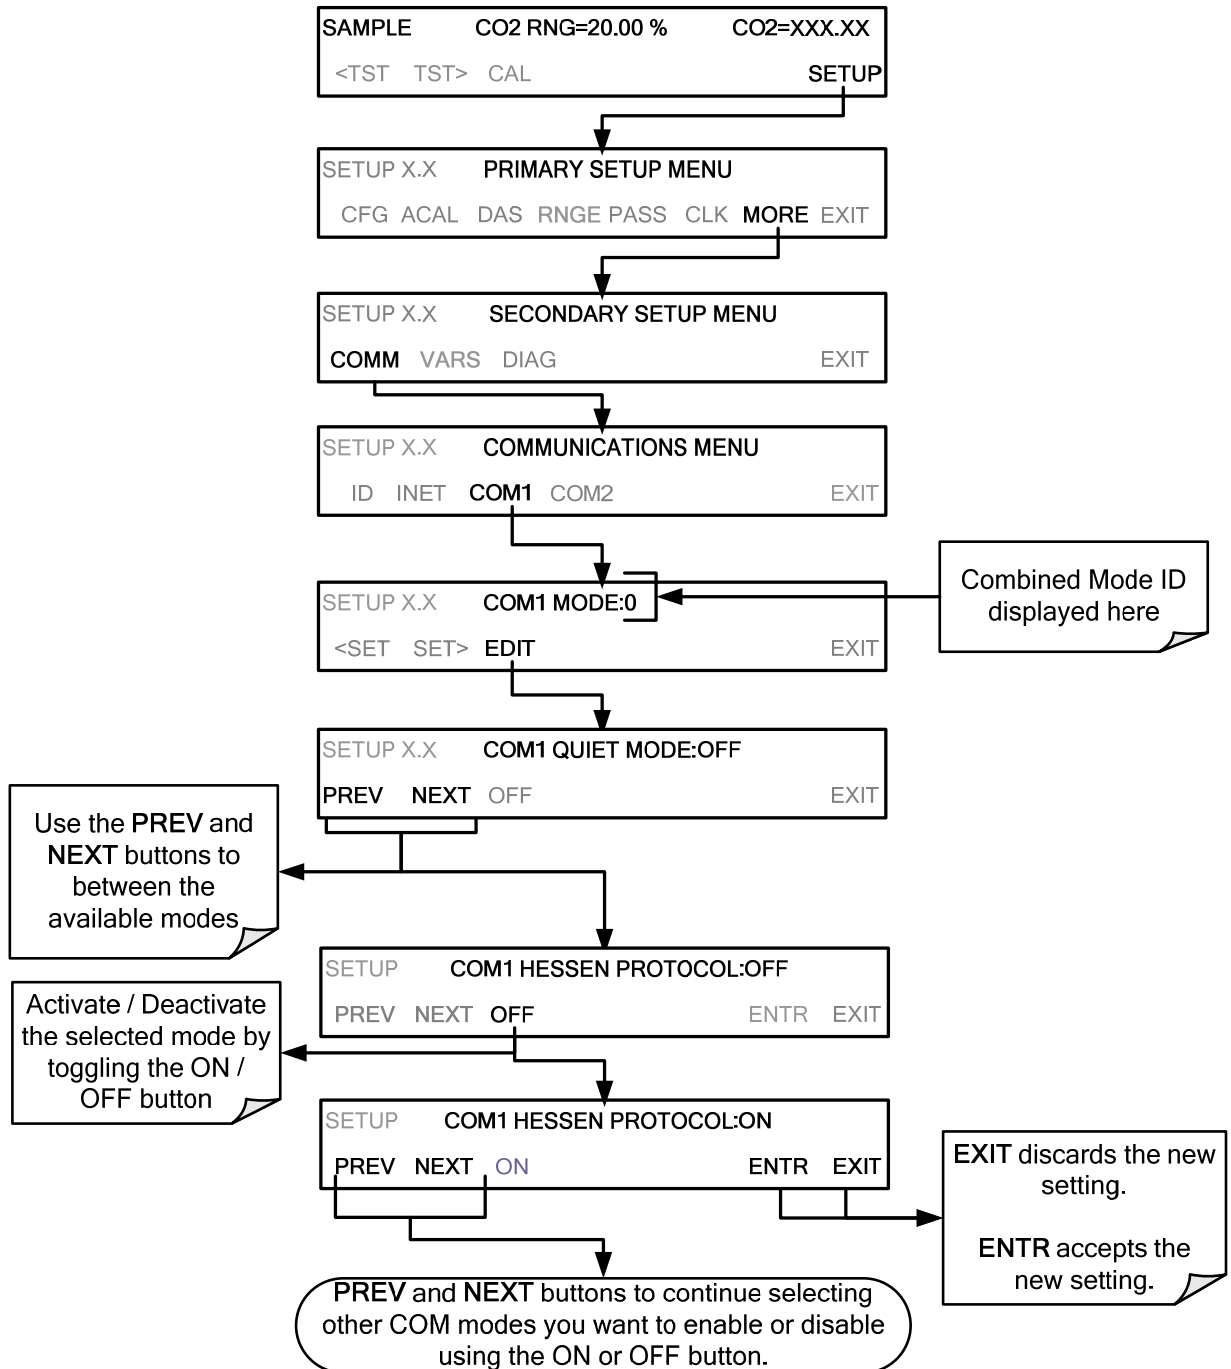 SAMPLE CO2 RNG=20.00 % CO2=XXX.XX
<TST TST> CAL SETUP
SETUP X.X PRIMARY SETUP MENU
CFG ACAL DAS RNGE PASS CLK MORE EXIT
SETUP X.X SECONDARY SETUP MENU
COMM VARS DIAG EXIT
SETUP X.X COMMUNICATIONS MENU
ID INET COM1 COM2 EXIT
SETUP X.X COM1 MODE:0
<SET SET> EDIT EXIT
Combined Mode ID
displayed here
SETUP X.X COM1 QUIET MODE:OFF
PREV NEXT OFF EXIT
Use the PREV and
NEXT buttons to
between the
available modes
SETUP COM1 HESSEN PROTOCOL:OFF
PREV NEXT OFF ENTR EXIT
Activate / Deactivate
the selected mode by
toggling the ON /
OFF button
SETUP COM1 HESSEN PROTOCOL:ON
PREV NEXT ON ENTR EXIT
EXIT discards the new
setting.
ENTR accepts the
new setting.
PREV and NEXT buttons to continue selecting
other COM modes you want to enable or disable
using the ON or OFF button.